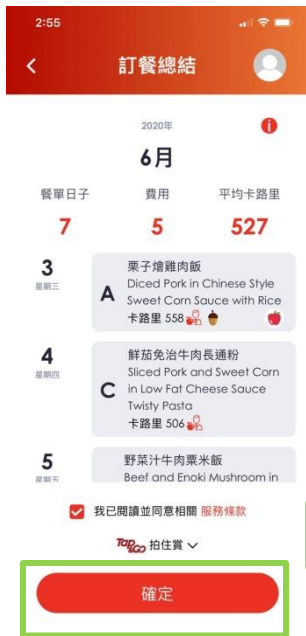 2:55
訂餐總結
2020年
6月
餐單日子 費用 平均卡路里
7 5 527
3
星期三
A
栗子燴雞肉飯
Diced Pork in Chinese Style
Sweet Corn Sauce with Rice
卡路里 558
4
星期四
C
鮮茄免治牛肉長通粉
Sliced Pork and Sweet Corn
in Low Fat Cheese Sauce
Twisty Pasta
卡路里 506
5
星期五
野菜汁牛肉粟米飯
Beef and Enoki Mushroom in
我已閱讀並同意相關 服務條款
Tap&Go 拍住賞
確定